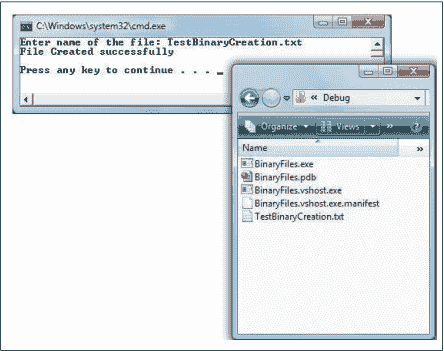 C:\Windows\system32\cmd.exe
Enter name of the file: TestBinaryCreation.txt
File Created successfully
Press any key to continue . . . _
« Debug
Organize Views »
Name »
BinaryFiles.exe
BinaryFiles.pdb
BinaryFiles.vshost.exe
BinaryFiles.vshost.exe.manifest
TestBinaryCreation.txt